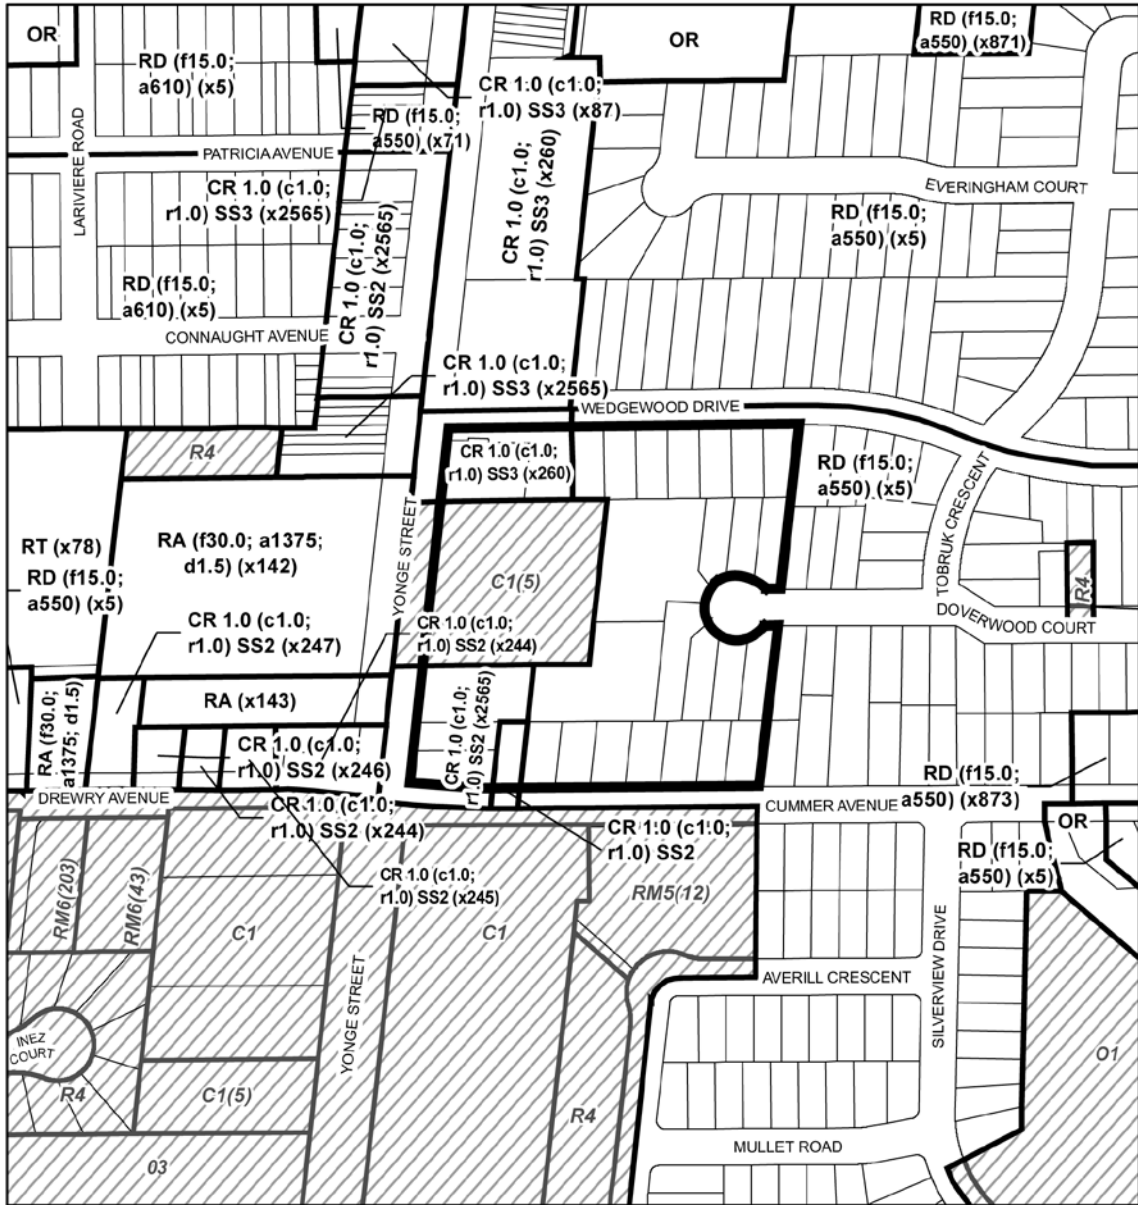 OR
RD (f15.0;
a610) (x5)
OR
RD (f15.0;
a550) (x871)
CR 1.0 (c1.0;
r1.0) SS3 (x87)
RD (f15.0;
a550) (x71)
LARIVIERE ROAD
PATRICIA AVENUE
CR 1.0 (c1.0;
r1.0) SS3 (x260)
CR 1.0 (c1.0;
r1.0) SS3 (x2565)
EVERINGHAM COURT
RD (f15.0;
a550) (x5)
CR 1.0 (c1.0;
r1.0) SS2 (x2565)
RD (f15.0;
a610) (x5)
CONNAUGHT AVENUE
CR 1.0 (c1.0;
r1.0) SS3 (x2565)
WEDGEWOOD DRIVE
R4
CR 1.0 (c1.0;
r1.0) SS3 (x260)
RD (f15.0;
a550) (x5)
TOBRUK CRESCENT
YONGE STREET
RT (x78)
RD (f15.0;
a550) (x5)
RA (f30.0; a1375;
d1.5) (x142)
C1(5)
R4
DOVERWOOD COURT
CR 1.0 (c1.0;
r1.0) SS2 (x247)
CR 1.0 (c1.0;
r1.0) SS2 (x244)
RA (x143)
RA (f30.0;
a1375; d1.5)
CR 1.0 (c1.0;
r1.0) SS2 (x2565)
CR 1.0 (c1.0;
r1.0) SS2 (x246)
DREWRY AVENUE
CR 1.0 (c1.0;
r1.0) SS2 (x244)
CUMMER AVENUE
RD (f15.0;
a550) (x873)
OR
CR 1.0 (c1.0;
r1.0) SS2
RD (f15.0;
a550) (x5)
RM6(203)
RM6(43)
CR 1.0 (c1.0;
r1.0) SS2 (x245)
RM5(12)
C1
C1
AVERILL CRESCENT
SILVERVIEW DRIVE
YONGE STREET
INEZ
COURT
R4
C1(5)
R4
O1
MULLET ROAD
03